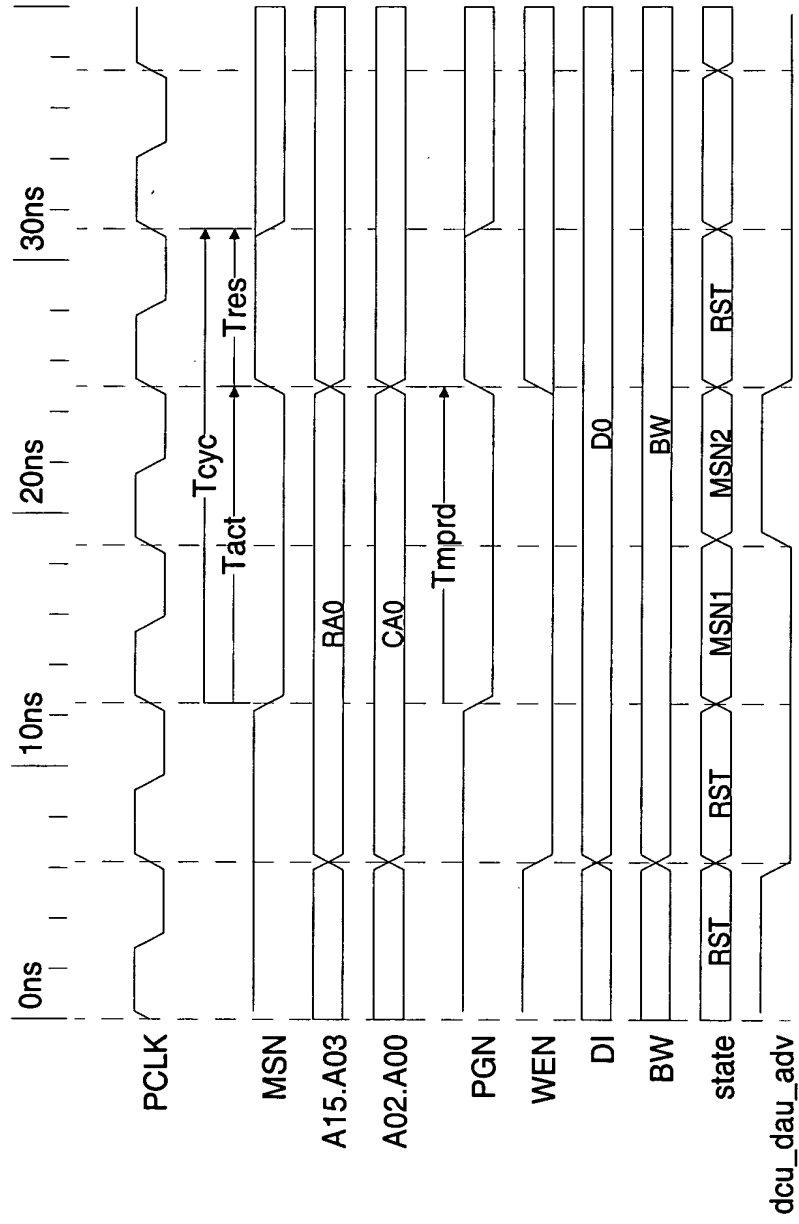 0ns 10ns 20ns 30ns
PCLK
Tcyc
Tact Tres
MSN
A15.A03 RA0
A02.A00 CA0
Tmprd
PGN
WEN
DI D0
BW BW
state RST RST MSN1 MSN2 RST
dcu_dau_adv